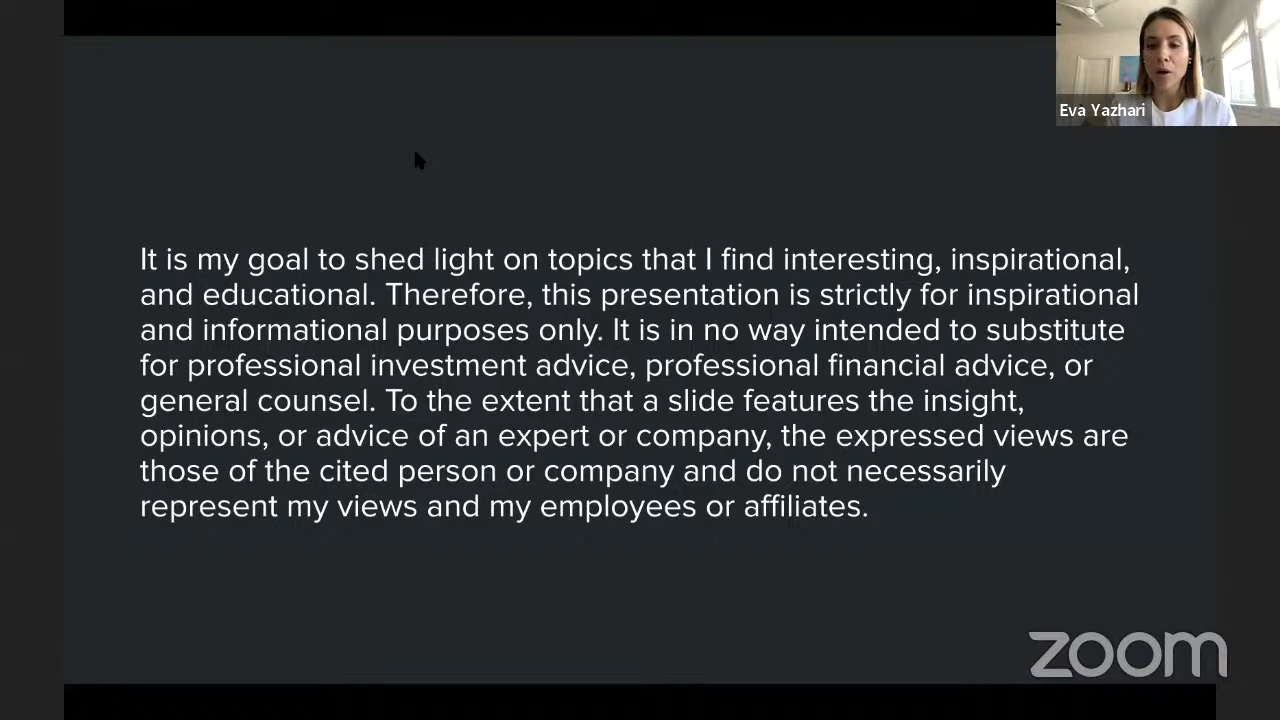 Eva Yazhari
It is my goal to shed light on topics that I find interesting, inspirational,
and educational. Therefore, this presentation is strictly for inspirational
and informational purposes only. It is in no way intended to substitute
for professional investment advice, professional financial advice, or
general counsel. To the extent that a slide features the insight,
opinions, or advice of an expert or company, the expressed views are
those of the cited person or company and do not necessarily
represent my views and my employees or affiliates.
zoom